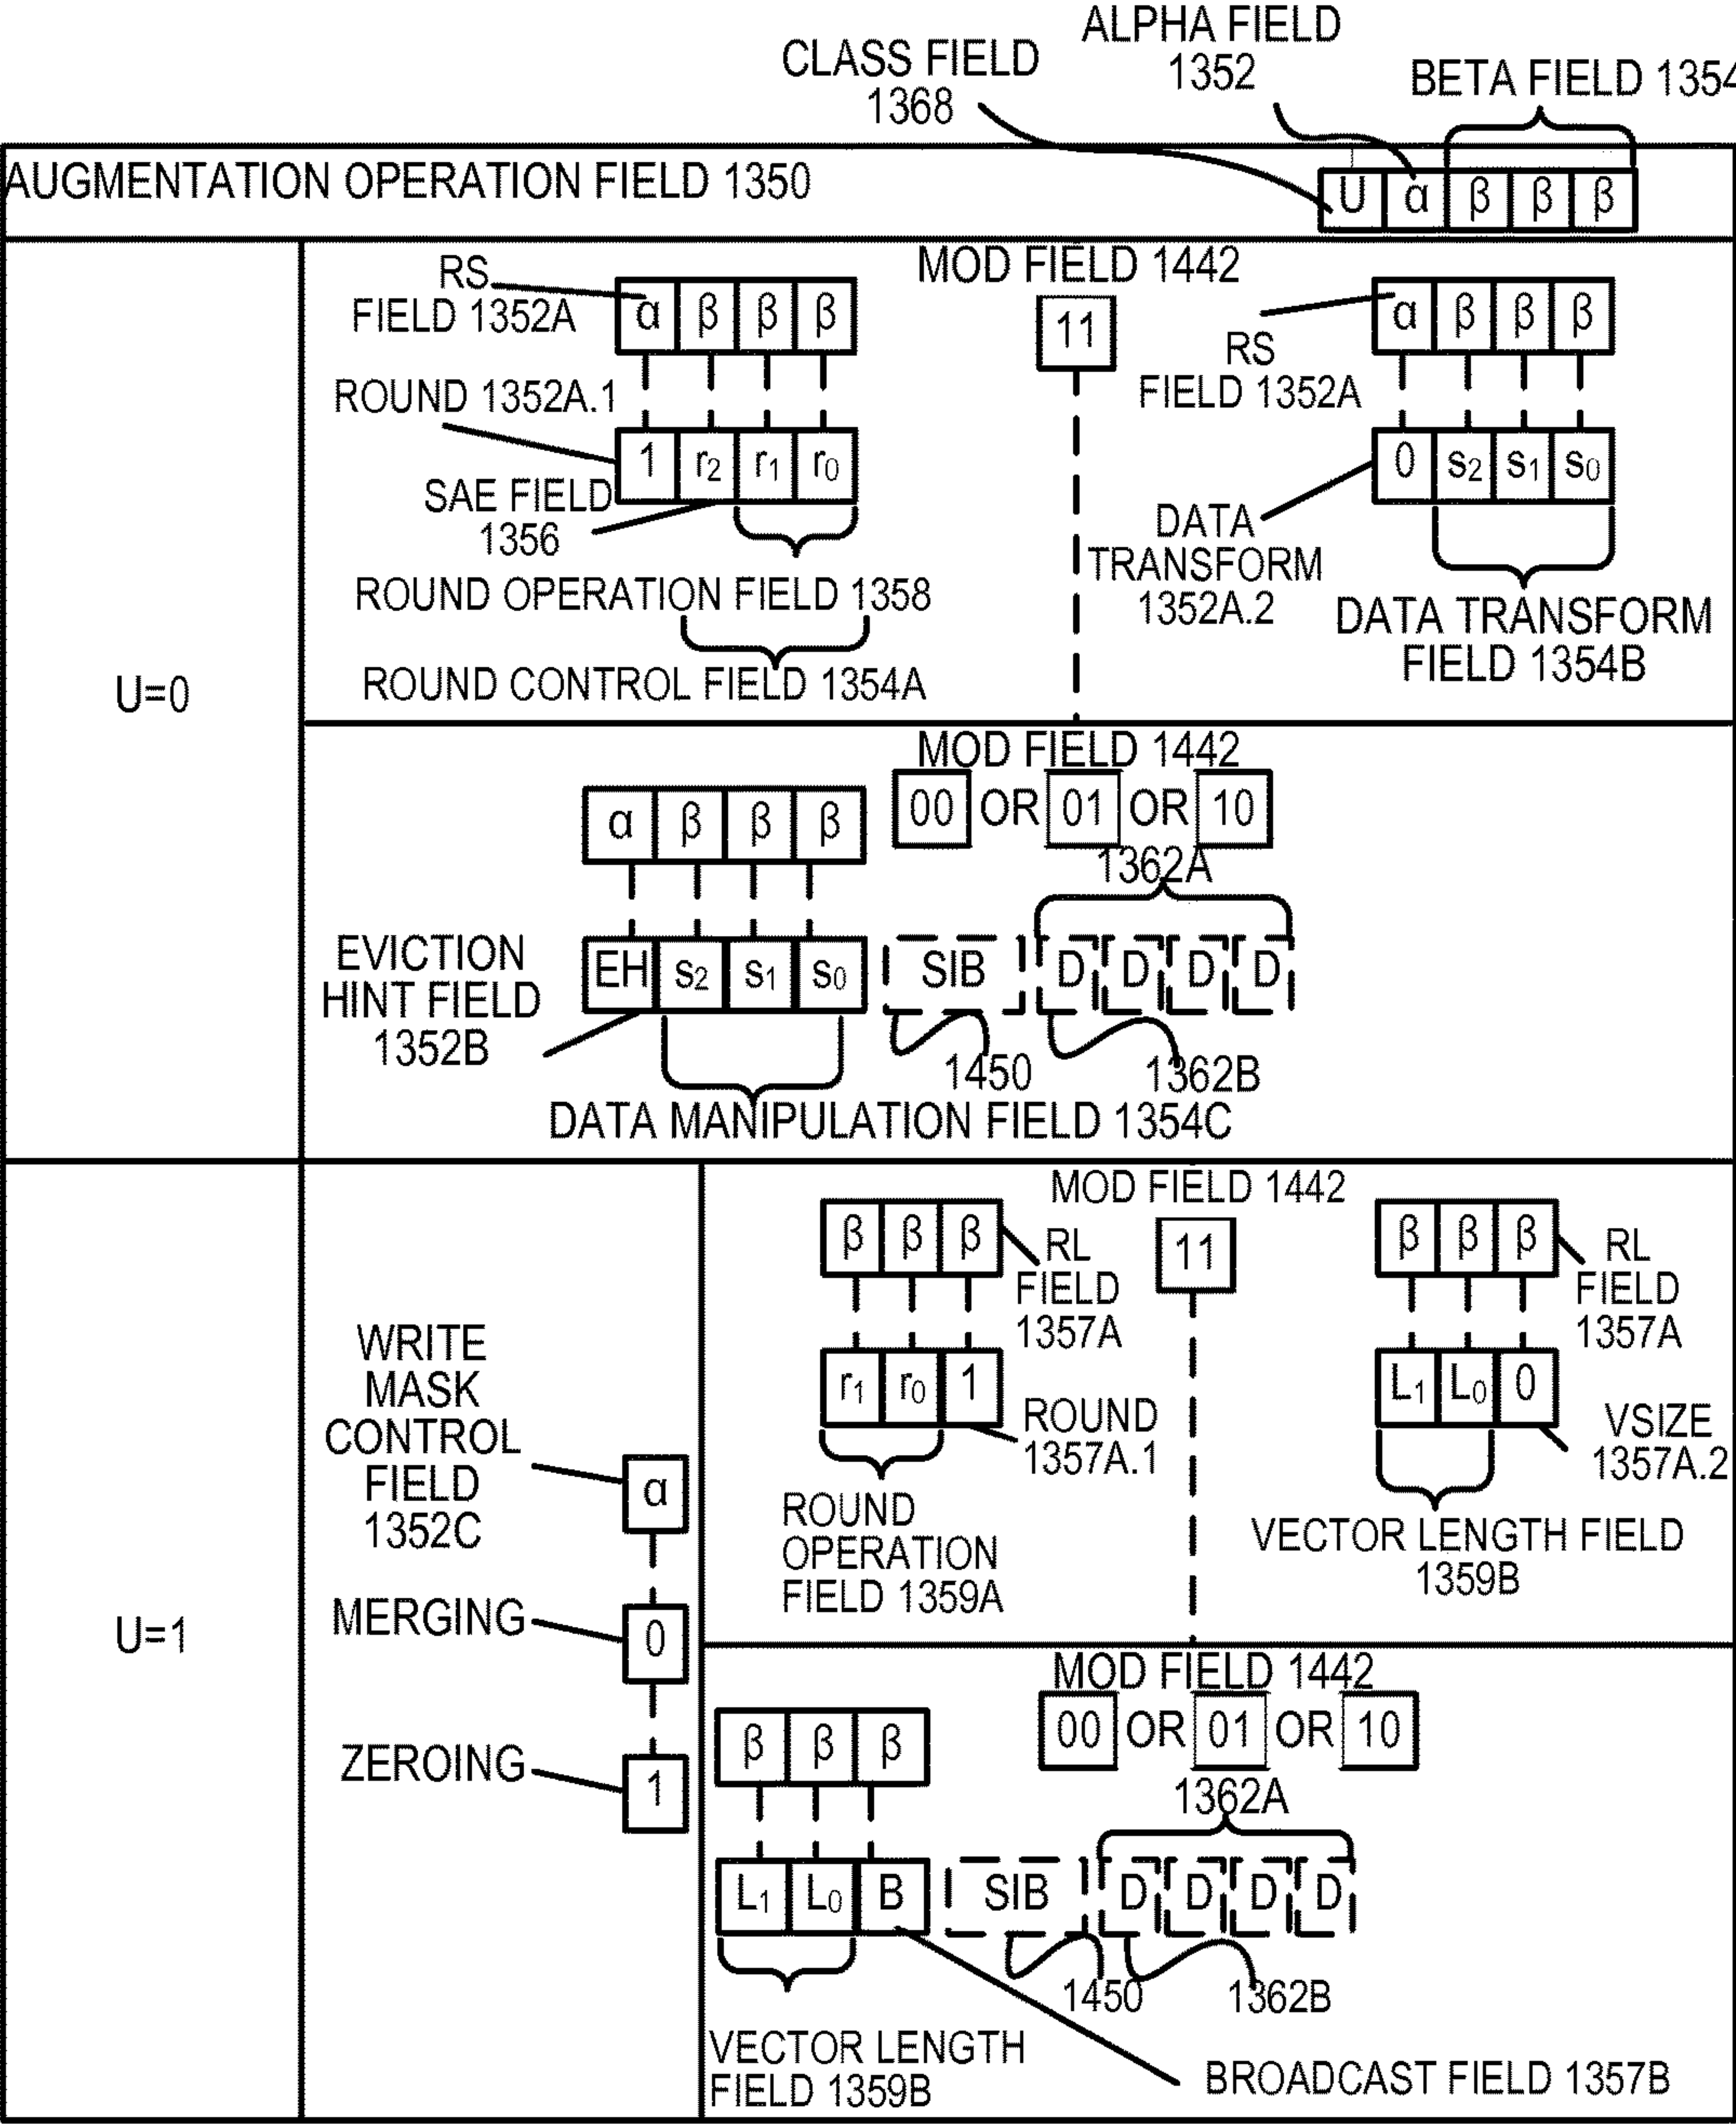 CLASS FIELD
1368
ALPHA FIELD
1352
BETA FIELD 1354
AUGMENTATION OPERATION FIELD 1350
U α β β β
U=0
MOD FIELD 1442
11
RS
FIELD 1352A
α β β β
ROUND 1352A.1
1 r2 r1 r0
SAE FIELD
1356
ROUND OPERATION FIELD 1358
ROUND CONTROL FIELD 1354A
α β β β
RS
FIELD 1352A
0 s2 s1 s0
DATA
TRANSFORM
1352A.2
DATA TRANSFORM
FIELD 1354B
MOD FIELD 1442
00 OR 01 OR 10
α β β β
1362A
EVICTION
HINT FIELD
1352B
EH s2 s1 s0 SIB D D D D
1450
1362B
DATA MANIPULATION FIELD 1354C
U=1
WRITE
MASK
CONTROL
FIELD
1352C
α
MERGING 0
ZEROING 1
MOD FIELD 1442
11
β β β
RL
FIELD
1357A
r1 r0 1
ROUND
1357A.1
ROUND
OPERATION
FIELD 1359A
β β β
RL
FIELD
1357A
L1 L0 0
VSIZE
1357A.2
VECTOR LENGTH FIELD
1359B
MOD FIELD 1442
00 OR 01 OR 10
β β β
1362A
L1 L0 B SIB D D D D
1450
1362B
VECTOR LENGTH
FIELD 1359B
BROADCAST FIELD 1357B